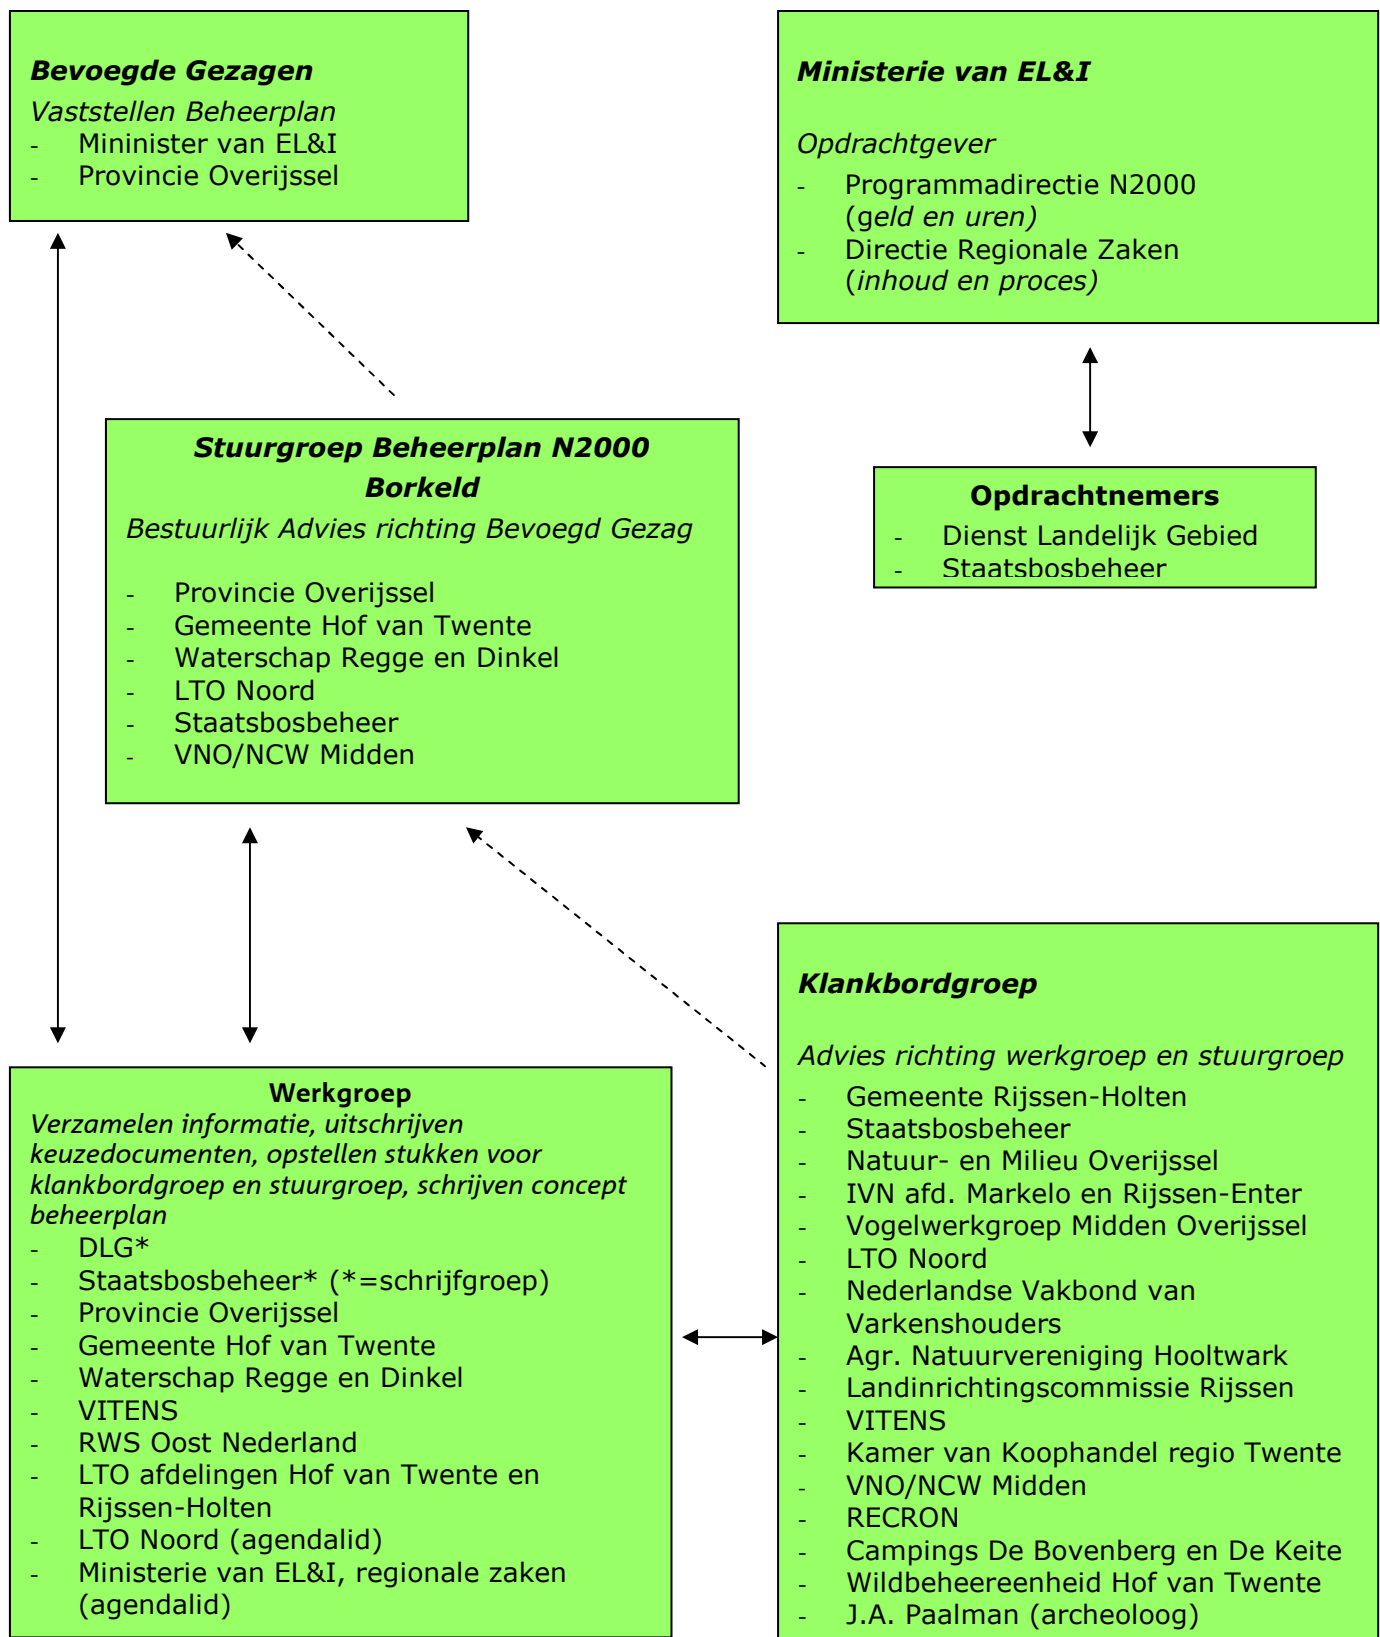 Bevoegde Gezagen
Vaststellen Beheerplan
- Mininister van EL&I
- Provincie Overijssel
Ministerie van EL&I
Opdrachtgever
- Programmadirectie N2000
(geld en uren)
- Directie Regionale Zaken
(inhoud en proces)
Stuurgroep Beheerplan N2000
Borkeld
Bestuurlijk Advies richting Bevoegd Gezag
- Provincie Overijssel
- Gemeente Hof van Twente
- Waterschap Regge en Dinkel
- LTO Noord
- Staatsbosbeheer
- VNO/NCW Midden
Opdrachtnemers
- Dienst Landelijk Gebied
- Staatsbosbeheer
Werkgroep
Verzamelen informatie, uitschrijven
keuzedocumenten, opstellen stukken voor
klankbordgroep en stuurgroep, schrijven concept
beheerplan
- DLG*
- Staatsbosbeheer* (*=schrijfgroep)
- Provincie Overijssel
- Gemeente Hof van Twente
- Waterschap Regge en Dinkel
- VITENS
- RWS Oost Nederland
- LTO afdelingen Hof van Twente en
Rijssen-Holten
- LTO Noord (agendalid)
- Ministerie van EL&I, regionale zaken
(agendalid)
Klankbordgroep
Advies richting werkgroep en stuurgroep
- Gemeente Rijssen-Holten
- Staatsbosbeheer
- Natuur- en Milieu Overijssel
- IVN afd. Markelo en Rijssen-Enter
- Vogelwerkgroep Midden Overijssel
- LTO Noord
- Nederlandse Vakbond van
Varkenshouders
- Agr. Natuurvereniging Hooltwark
- Landinrichtingscommissie Rijssen
- VITENS
- Kamer van Koophandel regio Twente
- VNO/NCW Midden
- RECRON
- Campings De Bovenberg en De Keite
- Wildbeheereenheid Hof van Twente
- J.A. Paalman (archeoloog)